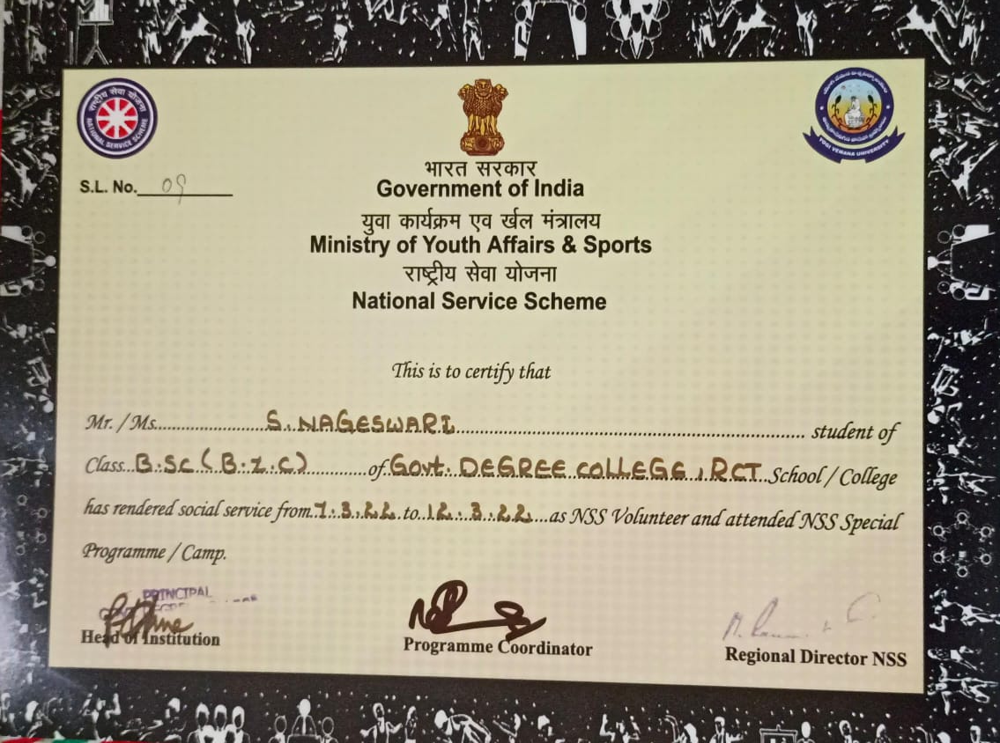 राष्ट्रीय सेवा योजना
NATIONAL SERVICE SCHEME
YOGI VEMANA UNIVERSITY
S.L. No. 09
भारत सरकार
Government of India
युवा कार्यक्रम एव र्खल मंत्रालय
Ministry of Youth Affairs & Sports
राष्ट्रीय सेवा योजना
National Service Scheme
This is to certify that
Mr. / Ms. S. NAGESWARI student of
Class B.SC (B.Z.C) of Govt. DEGREE COLLEGE, RCT School / College
has rendered social service from 7.3.22 to 12.3.22 as NSS Volunteer and attended NSS Special
Programme / Camp.
PRINCIPAL
Head of Institution
Programme Coordinator
Regional Director NSS